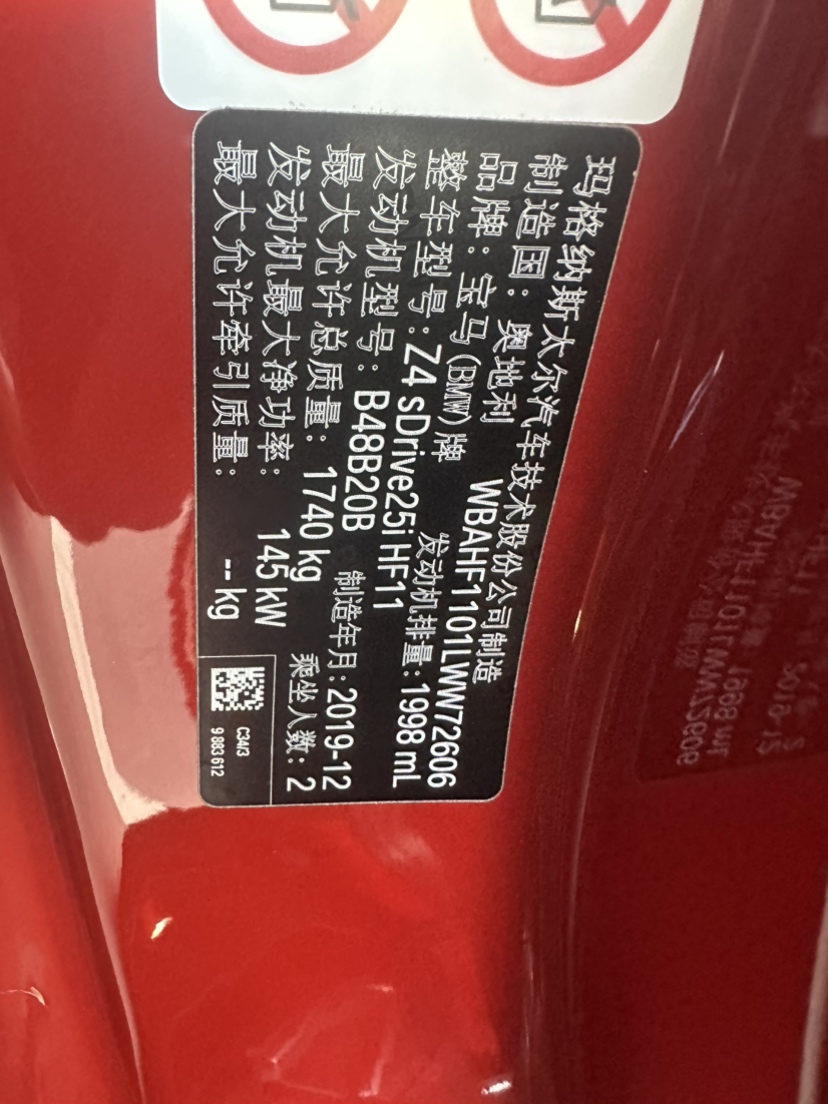 玛格纳斯太尔汽车技术股份公司制造
制造国：奥地利 WBAHF1101LWW72606
品牌：宝马(BMW)牌 发动机排量：1998 mL
整车型号：Z4 sDrive25i HF11
发动机型号：B48B20B 制造年月：2019-12
最大允许总质量：1740 kg 乘坐人数：2
发动机最大净功率：145 kW
最大允许牵引质量：-- kg
C34/3
9 883 612